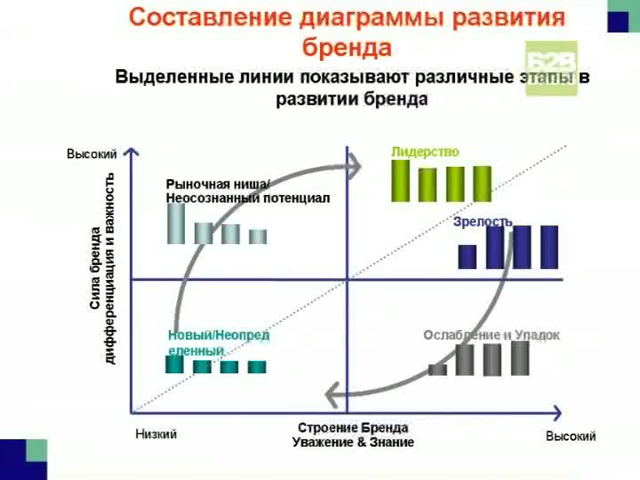 Составление диаграммы развития
бренда
Выделенные линии показывают различные этапы в
развитии бренда
Б2В
Высокий
Лидерство
Рыночная ниша/
Неосознанный потенциал
Зрелость
Сила бренда
дифференциация и важность
Новый/Неопред
еленный
Ослабление и Упадок
Низкий
Строение Бренда
Уважение & Знание
Высокий